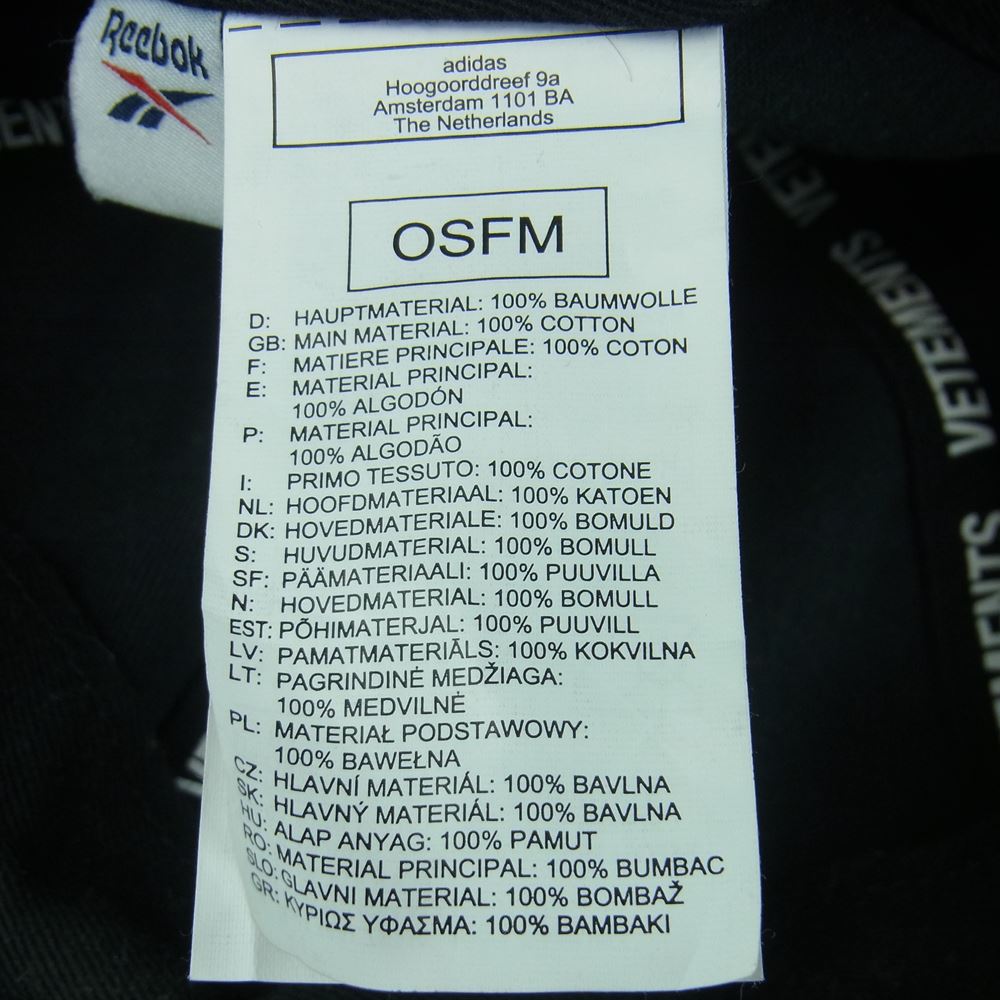 Reebok
adidas
Hoogoorddreef 9a
Amsterdam 1101 BA
The Netherlands
OSFM
D: HAUPTMATERIAL: 100% BAUMWOLLE
GB: MAIN MATERIAL: 100% COTTON
F: MATIERE PRINCIPALE: 100% COTON
E: MATERIAL PRINCIPAL:
100% ALGODÓN
P: MATERIAL PRINCIPAL:
100% ALGODÃO
I: PRIMO TESSUTO: 100% COTONE
NL: HOOFDMATERIAAL: 100% KATOEN
DK: HOVEDMATERIALE: 100% BOMULD
S: HUVUDMATERIAL: 100% BOMULL
SF: PÄÄMATERIAALI: 100% PUUVILLA
N: HOVEDMATERIAL: 100% BOMULL
EST: PÕHIMATERJAL: 100% PUUVILL
LV: PAMATMATERIĀLS: 100% KOKVILNA
LT: PAGRINDINĖ MEDŽIAGA:
100% MEDVILNĖ
PL: MATERIAŁ PODSTAWOWY:
100% BAWEŁNA
CZ: HLAVNÍ MATERIÁL: 100% BAVLNA
SK: HLAVNÝ MATERIÁL: 100% BAVLNA
HU: ALAP ANYAG: 100% PAMUT
RO: MATERIAL PRINCIPAL: 100% BUMBAC
SLO: GLAVNI MATERIAL: 100% BOMBAŽ
GR: ΚΥΡΙΩΣ ΥΦΑΣΜΑ: 100% ΒΑΜΒΑΚΙ
VETEMENTS
VETEMENTS